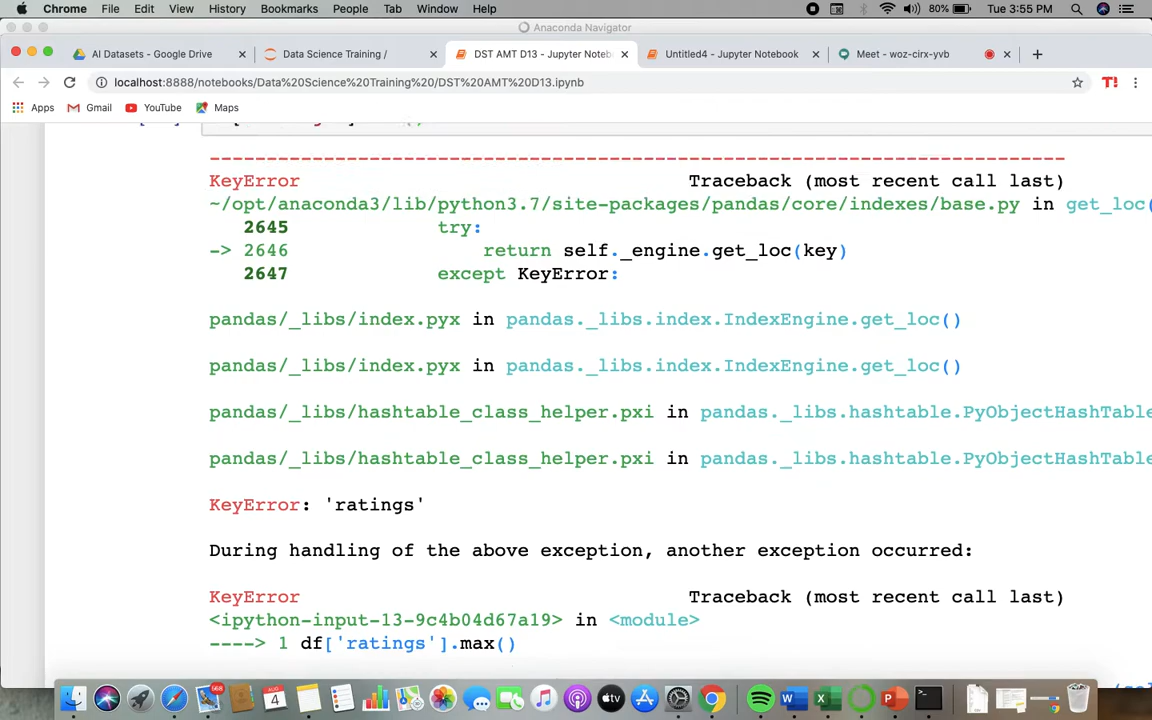 Chrome File Edit View History Bookmarks People Tab Window Help 80% Tue 3:55 PM
Anaconda Navigator
AI Datasets - Google Drive Data Science Training / DST AMT D13 - Jupyter Noteb Untitled4 - Jupyter Notebook Meet - woz-cirx-yvb
localhost:8888/notebooks/Data%20Science%20Training%20/DST%20AMT%20D13.ipynb T!
Apps Gmail YouTube Maps
---------------------------------------------------------------------------
KeyError Traceback (most recent call last)
~/opt/anaconda3/lib/python3.7/site-packages/pandas/core/indexes/base.py in get_loc(
2645 try:
-> 2646 return self._engine.get_loc(key)
2647 except KeyError:
pandas/_libs/index.pyx in pandas._libs.index.IndexEngine.get_loc()
pandas/_libs/index.pyx in pandas._libs.index.IndexEngine.get_loc()
pandas/_libs/hashtable_class_helper.pxi in pandas._libs.hashtable.PyObjectHashTable
pandas/_libs/hashtable_class_helper.pxi in pandas._libs.hashtable.PyObjectHashTable
KeyError: 'ratings'
During handling of the above exception, another exception occurred:
KeyError Traceback (most recent call last)
<ipython-input-13-9c4b04d67a19> in <module>
----> 1 df['ratings'].max()
568
AUG
4
tv